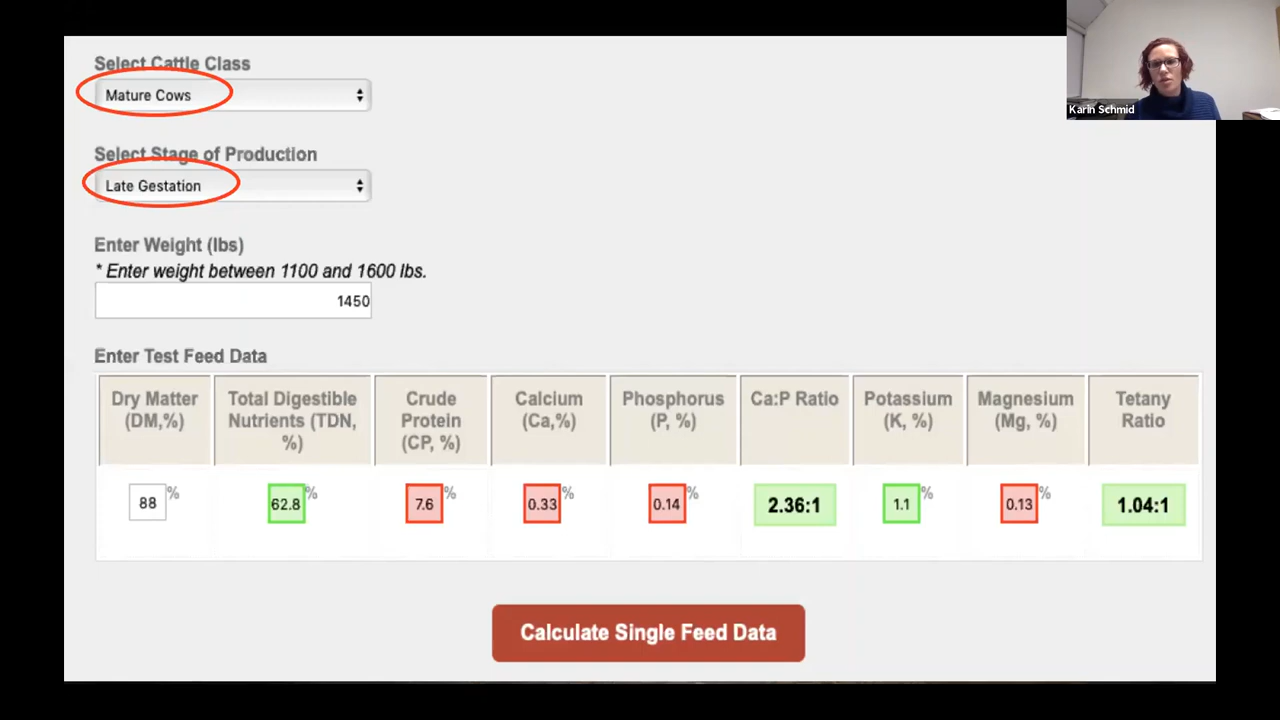 Select Cattle Class
Mature Cows
Select Stage of Production
Late Gestation
Enter Weight (lbs)
* Enter weight between 1100 and 1600 lbs.
1450
Enter Test Feed Data
Dry Matter (DM,%)
Total Digestible Nutrients (TDN, %)
Crude Protein (CP, %)
Calcium (Ca,%)
Phosphorus (P, %)
Ca:P Ratio
Potassium (K, %)
Magnesium (Mg, %)
Tetany Ratio
88 %
62.8 %
7.6 %
0.33 %
0.14 %
2.36:1
1.1 %
0.13 %
1.04:1
Calculate Single Feed Data
Karin Schmid